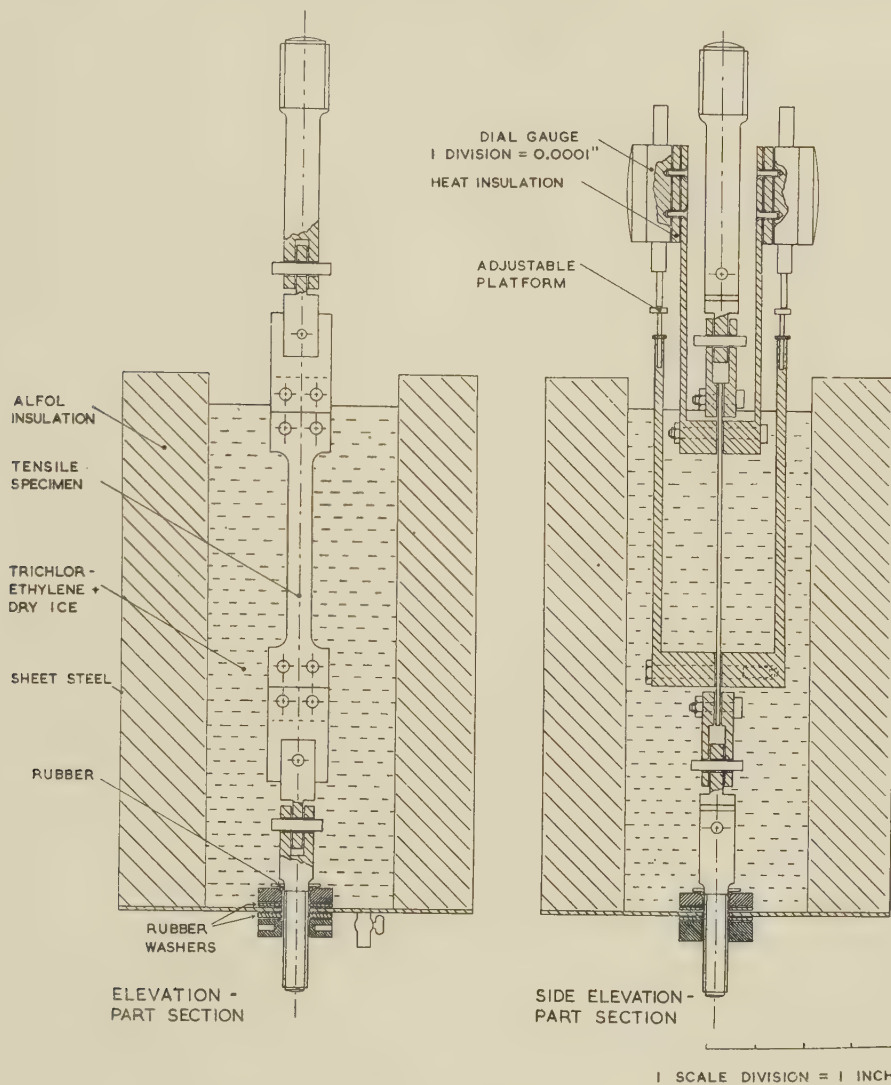 DIAL GAUGE
1 DIVISION = 0.0001"
HEAT INSULATION
ADJUSTABLE
PLATFORM
ALFOL
INSULATION
TENSILE
SPECIMEN
TRICHLOR-
ETHYLENE +
DRY ICE
SHEET STEEL
RUBBER
RUBBER
WASHERS
ELEVATION -
PART SECTION
SIDE ELEVATION-
PART SECTION
1 SCALE DIVISION = 1 INCH